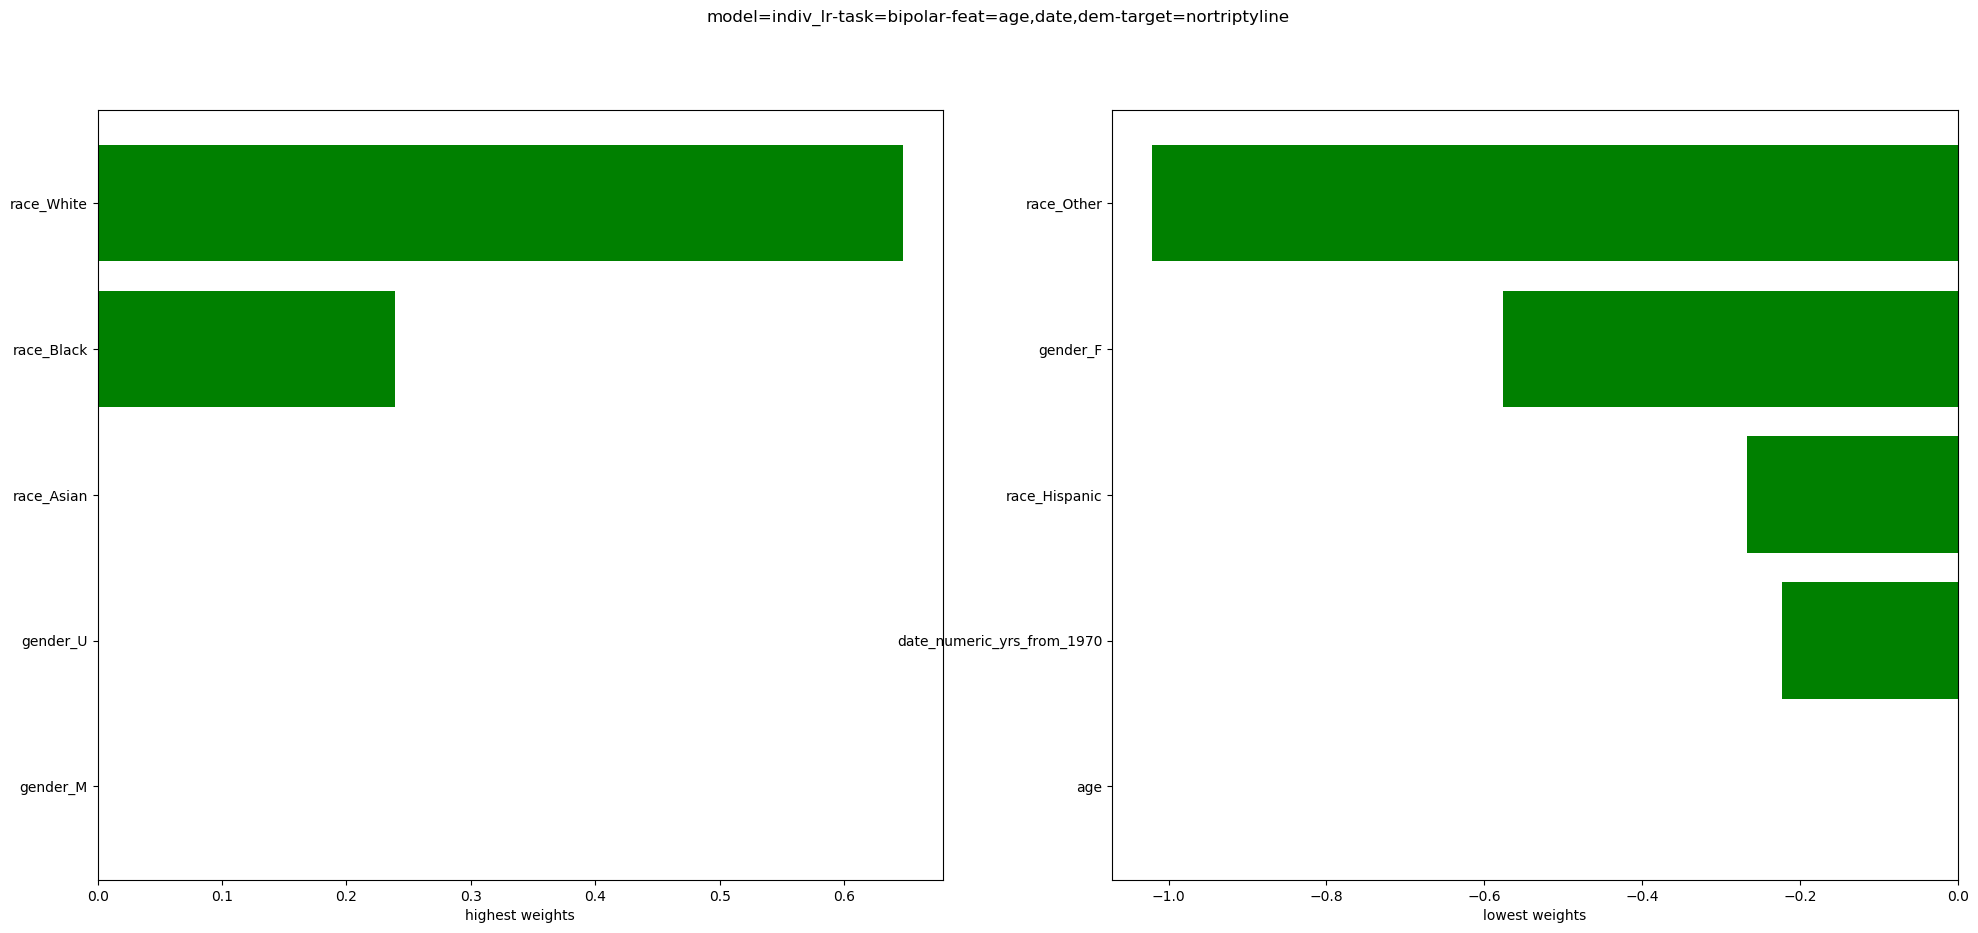 model=indiv_lr-task=bipolar-feat=age,date,dem-target=nortriptyline
race_White
race_Black
race_Asian
gender_U
gender_M
0.0 0.1 0.2 0.3 0.4 0.5 0.6
highest weights
race_Other
gender_F
race_Hispanic
date_numeric_yrs_from_1970
age
−1.0 −0.8 −0.6 −0.4 −0.2 0.0
lowest weights